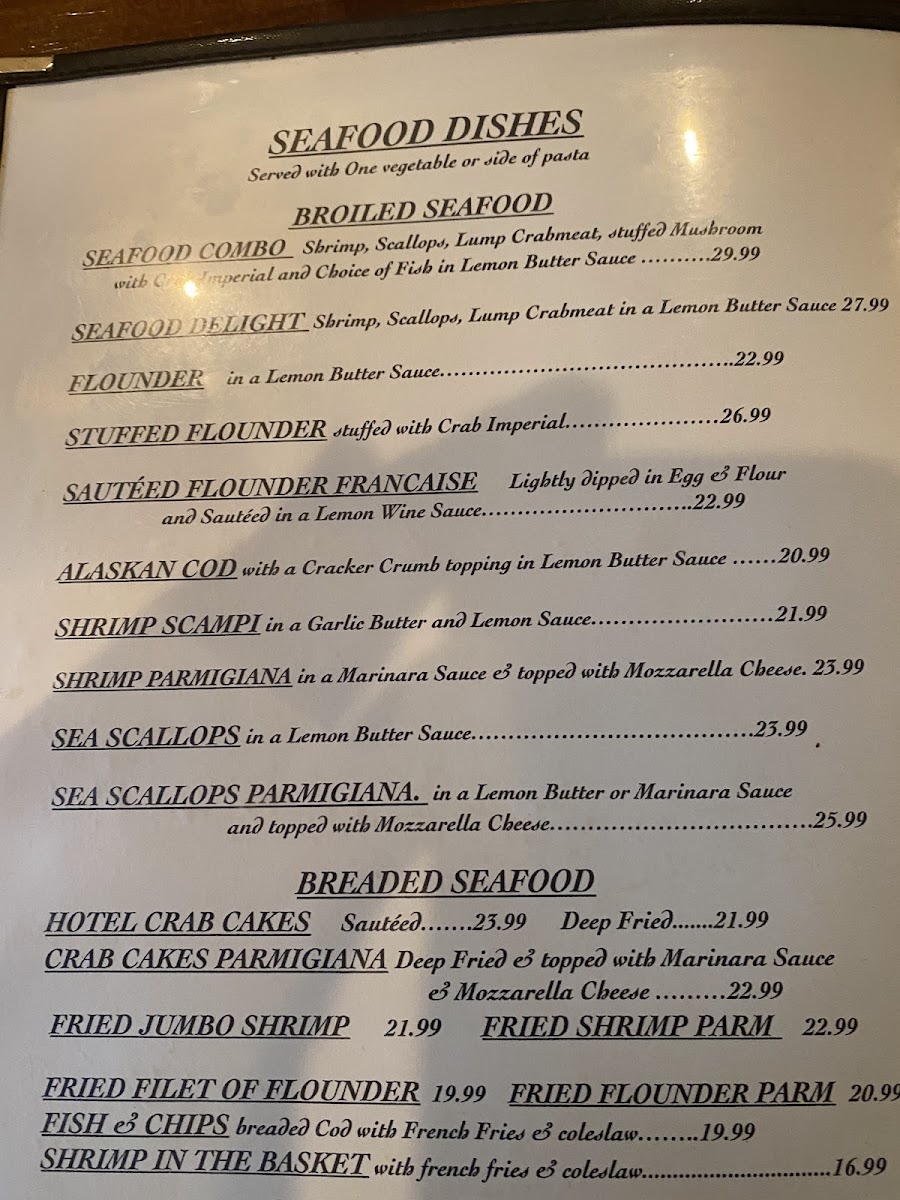 SEAFOOD DISHES
Served with One vegetable or side of pasta
BROILED SEAFOOD
SEAFOOD COMBO Shrimp, Scallops, Lump Crabmeat, stuffed Mushroom
with Crab Imperial and Choice of Fish in Lemon Butter Sauce ..........29.99
SEAFOOD DELIGHT Shrimp, Scallops, Lump Crabmeat in a Lemon Butter Sauce 27.99
FLOUNDER in a Lemon Butter Sauce..........................................22.99
STUFFED FLOUNDER stuffed with Crab Imperial......................26.99
SAUTÉED FLOUNDER FRANCAISE Lightly dipped in Egg & Flour
and Sautéed in a Lemon Wine Sauce..............................22.99
ALASKAN COD with a Cracker Crumb topping in Lemon Butter Sauce ......20.99
SHRIMP SCAMPI in a Garlic Butter and Lemon Sauce..........................21.99
SHRIMP PARMIGIANA in a Marinara Sauce & topped with Mozzarella Cheese. 23.99
SEA SCALLOPS in a Lemon Butter Sauce........................................23.99
SEA SCALLOPS PARMIGIANA. in a Lemon Butter or Marinara Sauce
and topped with Mozzarella Cheese.....................................25.99
BREADED SEAFOOD
HOTEL CRAB CAKES Sautéed.......23.99 Deep Fried.......21.99
CRAB CAKES PARMIGIANA Deep Fried & topped with Marinara Sauce
& Mozzarella Cheese .........22.99
FRIED JUMBO SHRIMP 21.99 FRIED SHRIMP PARM 22.99
FRIED FILET OF FLOUNDER 19.99 FRIED FLOUNDER PARM 20.99
FISH & CHIPS breaded Cod with French Fries & coleslaw........19.99
SHRIMP IN THE BASKET with french fries & coleslaw...............................16.99